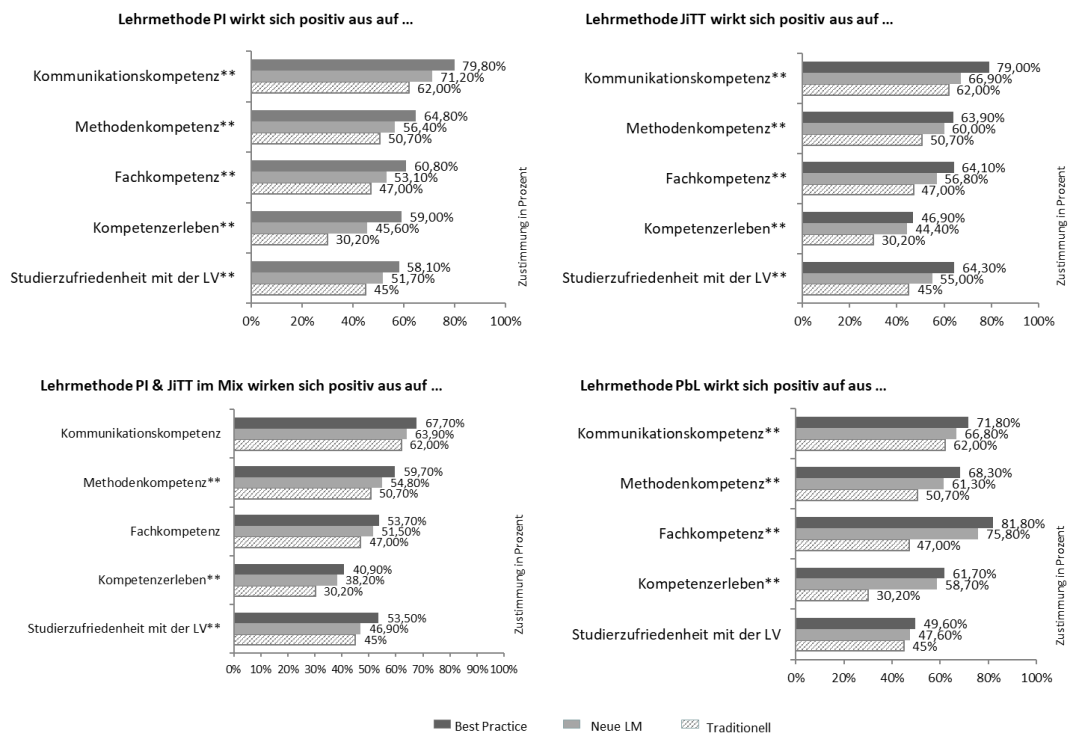 Lehrmethode PI wirkt sich positiv aus auf ...
Kommunikationskompetenz**
79,80%
71,20%
62,00%
Methodenkompetenz**
64,80%
56,40%
50,70%
Fachkompetenz**
60,80%
53,10%
47,00%
Kompetenzerleben**
59,00%
45,60%
30,20%
Studierzufriedenheit mit der LV**
58,10%
51,70%
45%
0% 20% 40% 60% 80% 100%
Zustimmung in Prozent
Lehrmethode JiTT wirkt sich positiv aus auf ...
Kommunikationskompetenz**
79,00%
66,90%
62,00%
Methodenkompetenz**
63,90%
60,00%
50,70%
Fachkompetenz**
64,10%
56,80%
47,00%
Kompetenzerleben**
46,90%
44,40%
30,20%
Studierzufriedenheit mit der LV**
64,30%
55,00%
45%
0% 20% 40% 60% 80% 100%
Zustimmung in Prozent
Lehrmethode PI & JiTT im Mix wirken sich positiv aus auf ...
Kommunikationskompetenz
67,70%
63,90%
62,00%
Methodenkompetenz**
59,70%
54,80%
50,70%
Fachkompetenz
53,70%
51,50%
47,00%
Kompetenzerleben**
40,90%
38,20%
30,20%
Studierzufriedenheit mit der LV**
53,50%
46,90%
45%
0% 10% 20% 30% 40% 50% 60% 70% 80% 90% 100%
Zustimmung in Prozent
Lehrmethode PbL wirkt sich positiv auf aus ...
Kommunikationskompetenz**
71,80%
66,80%
62,00%
Methodenkompetenz**
68,30%
61,30%
50,70%
Fachkompetenz**
81,80%
75,80%
47,00%
Kompetenzerleben**
61,70%
58,70%
30,20%
Studierzufriedenheit mit der LV
49,60%
47,60%
45%
0% 20% 40% 60% 80% 100%
Zustimmung in Prozent
Best Practice Neue LM Traditionell